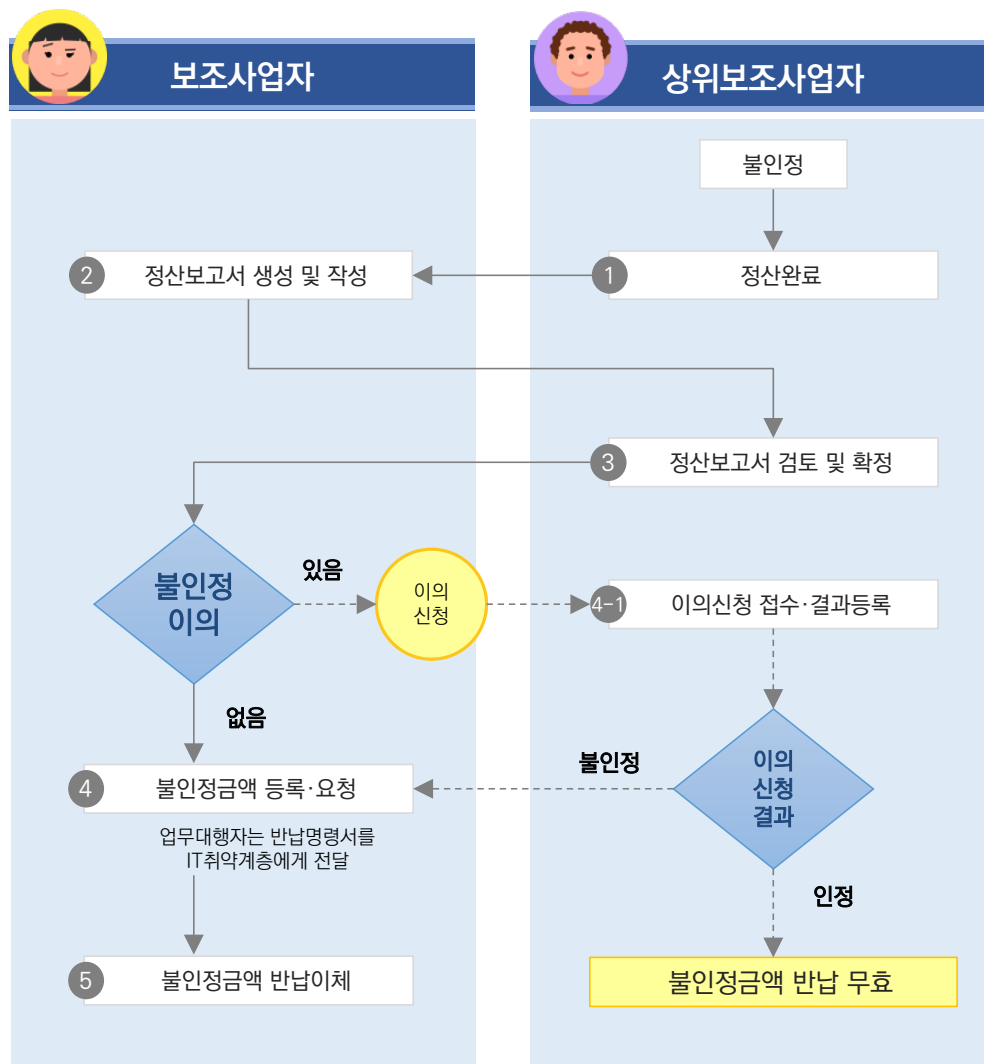 보조사업자
상위보조사업자
불인정
2
정산보고서 생성 및 작성
1
정산완료
3
정산보고서 검토 및 확정
불인정
이의
있음
이의
신청
4-1
이의신청 접수·결과등록
없음
불인정
이의
신청
결과
4
불인정금액 등록·요청
업무대행자는 반납명령서를
IT취약계층에게 전달
인정
5
불인정금액 반납이체
불인정금액 반납 무효